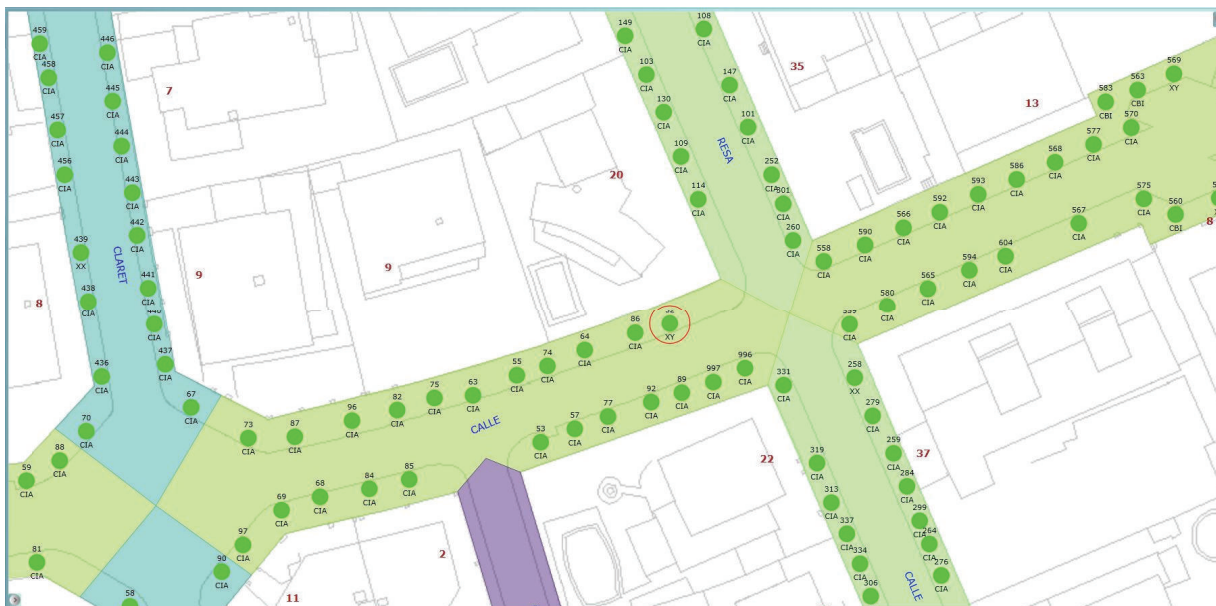 459
CIA
458
CIA
457
CIA
456
CIA
439
XX
438
CIA
436
CIA
70
CIA
88
CIA
59
CIA
81
CIA
58
446
CIA
445
CIA
444
CIA
443
CIA
442
CIA
441
CIA
CIA
437
CIA
67
CIA
CLARET
7
9
9
8
20
35
13
8
22
37
2
11
73
CIA
87
CIA
96
CIA
82
CIA
75
CIA
63
CIA
55
CIA
74
CIA
64
CIA
86
CIA
XY
CALLE
69
CIA
68
CIA
84
CIA
85
CIA
97
CIA
90
CIA
53
CIA
57
CIA
77
CIA
92
CIA
89
CIA
997
CIA
996
CIA
149
CIA
103
CIA
130
CIA
109
CIA
114
CIA
108
CIA
147
CIA
101
CIA
252
CIA
301
CIA
260
CIA
RESA
558
CIA
590
CIA
566
CIA
592
CIA
593
CIA
586
CIA
568
CIA
577
CIA
570
CIA
583
CBI
563
CBI
569
XY
575
CIA
560
CBI
567
CIA
604
CIA
594
CIA
565
CIA
580
CIA
CIA
331
CIA
258
XX
279
CIA
259
CIA
284
CIA
299
CIA
264
CIA
276
CIA
319
CIA
313
CIA
337
CIA
334
CIA
306
CALLE